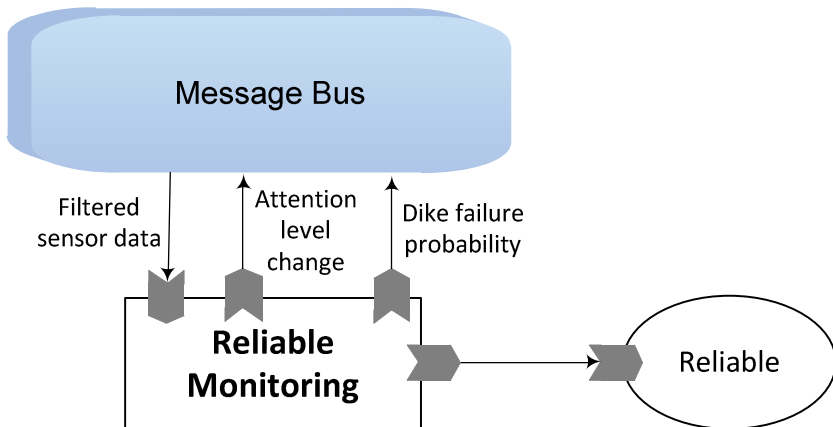 Message Bus
Filtered
sensor data
Attention
level
change
Dike failure
probability
Reliable
Monitoring
Reliable